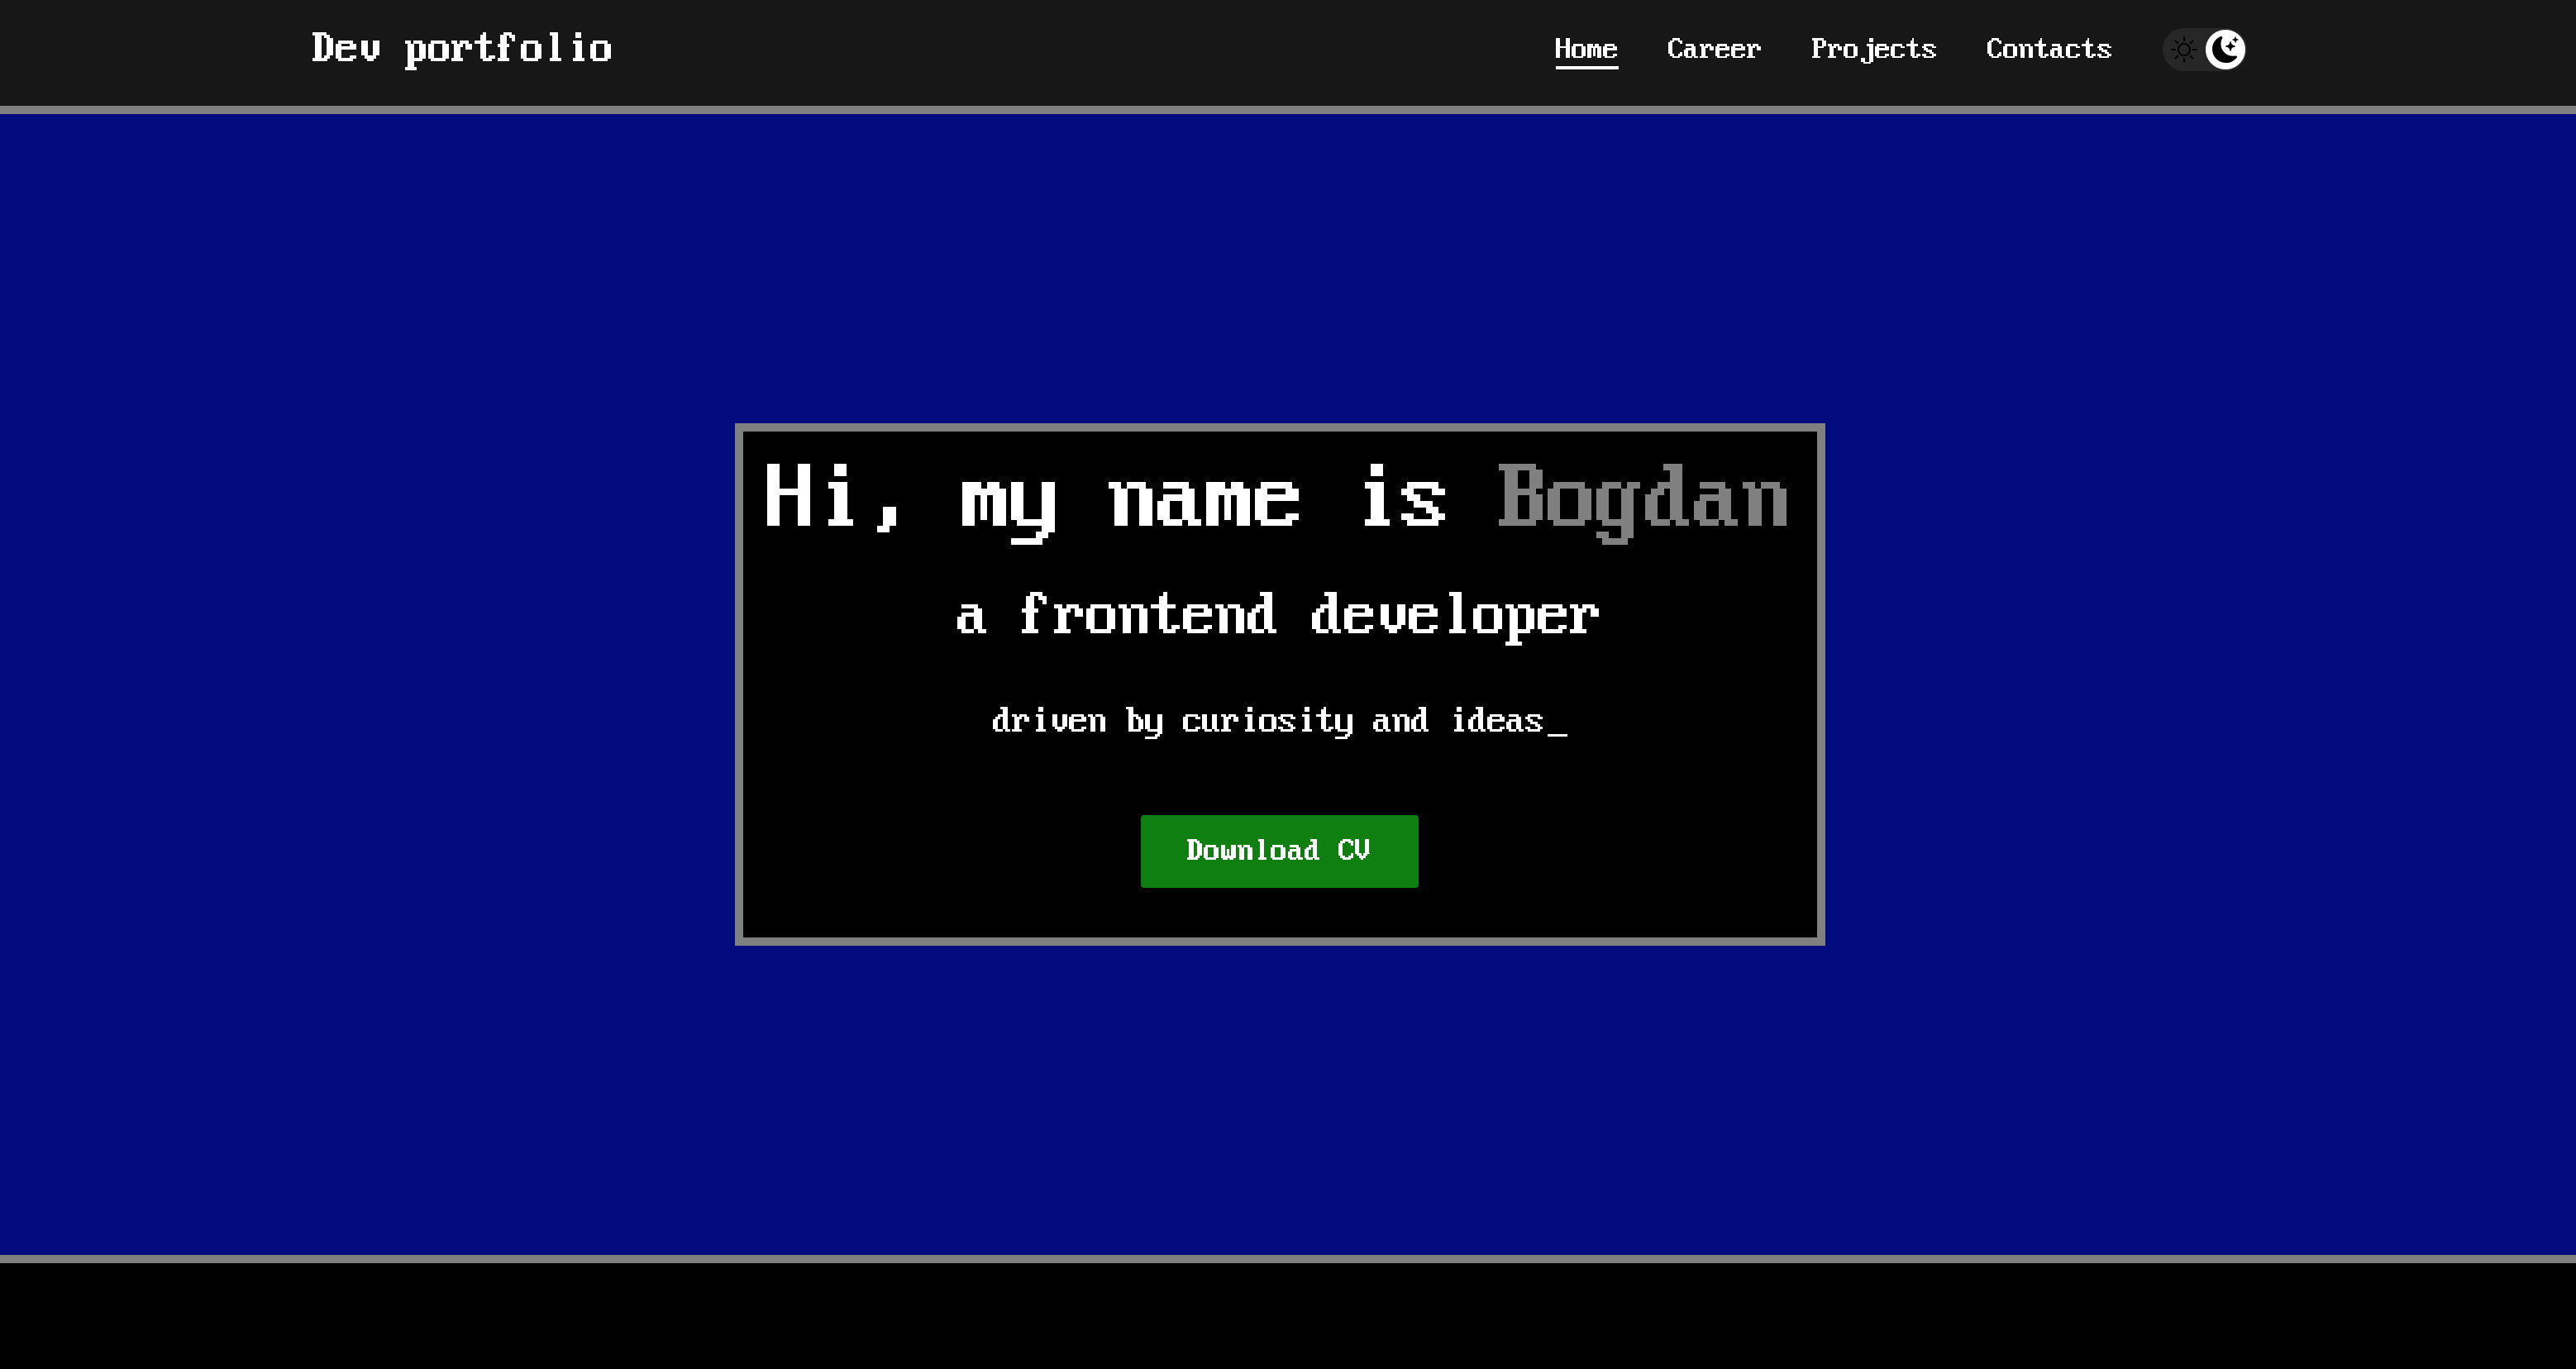 Dev portfolio
Home Career Projects Contacts
Hi, my name is Bogdan
a frontend developer
driven by curiosity and ideas_
Download CV